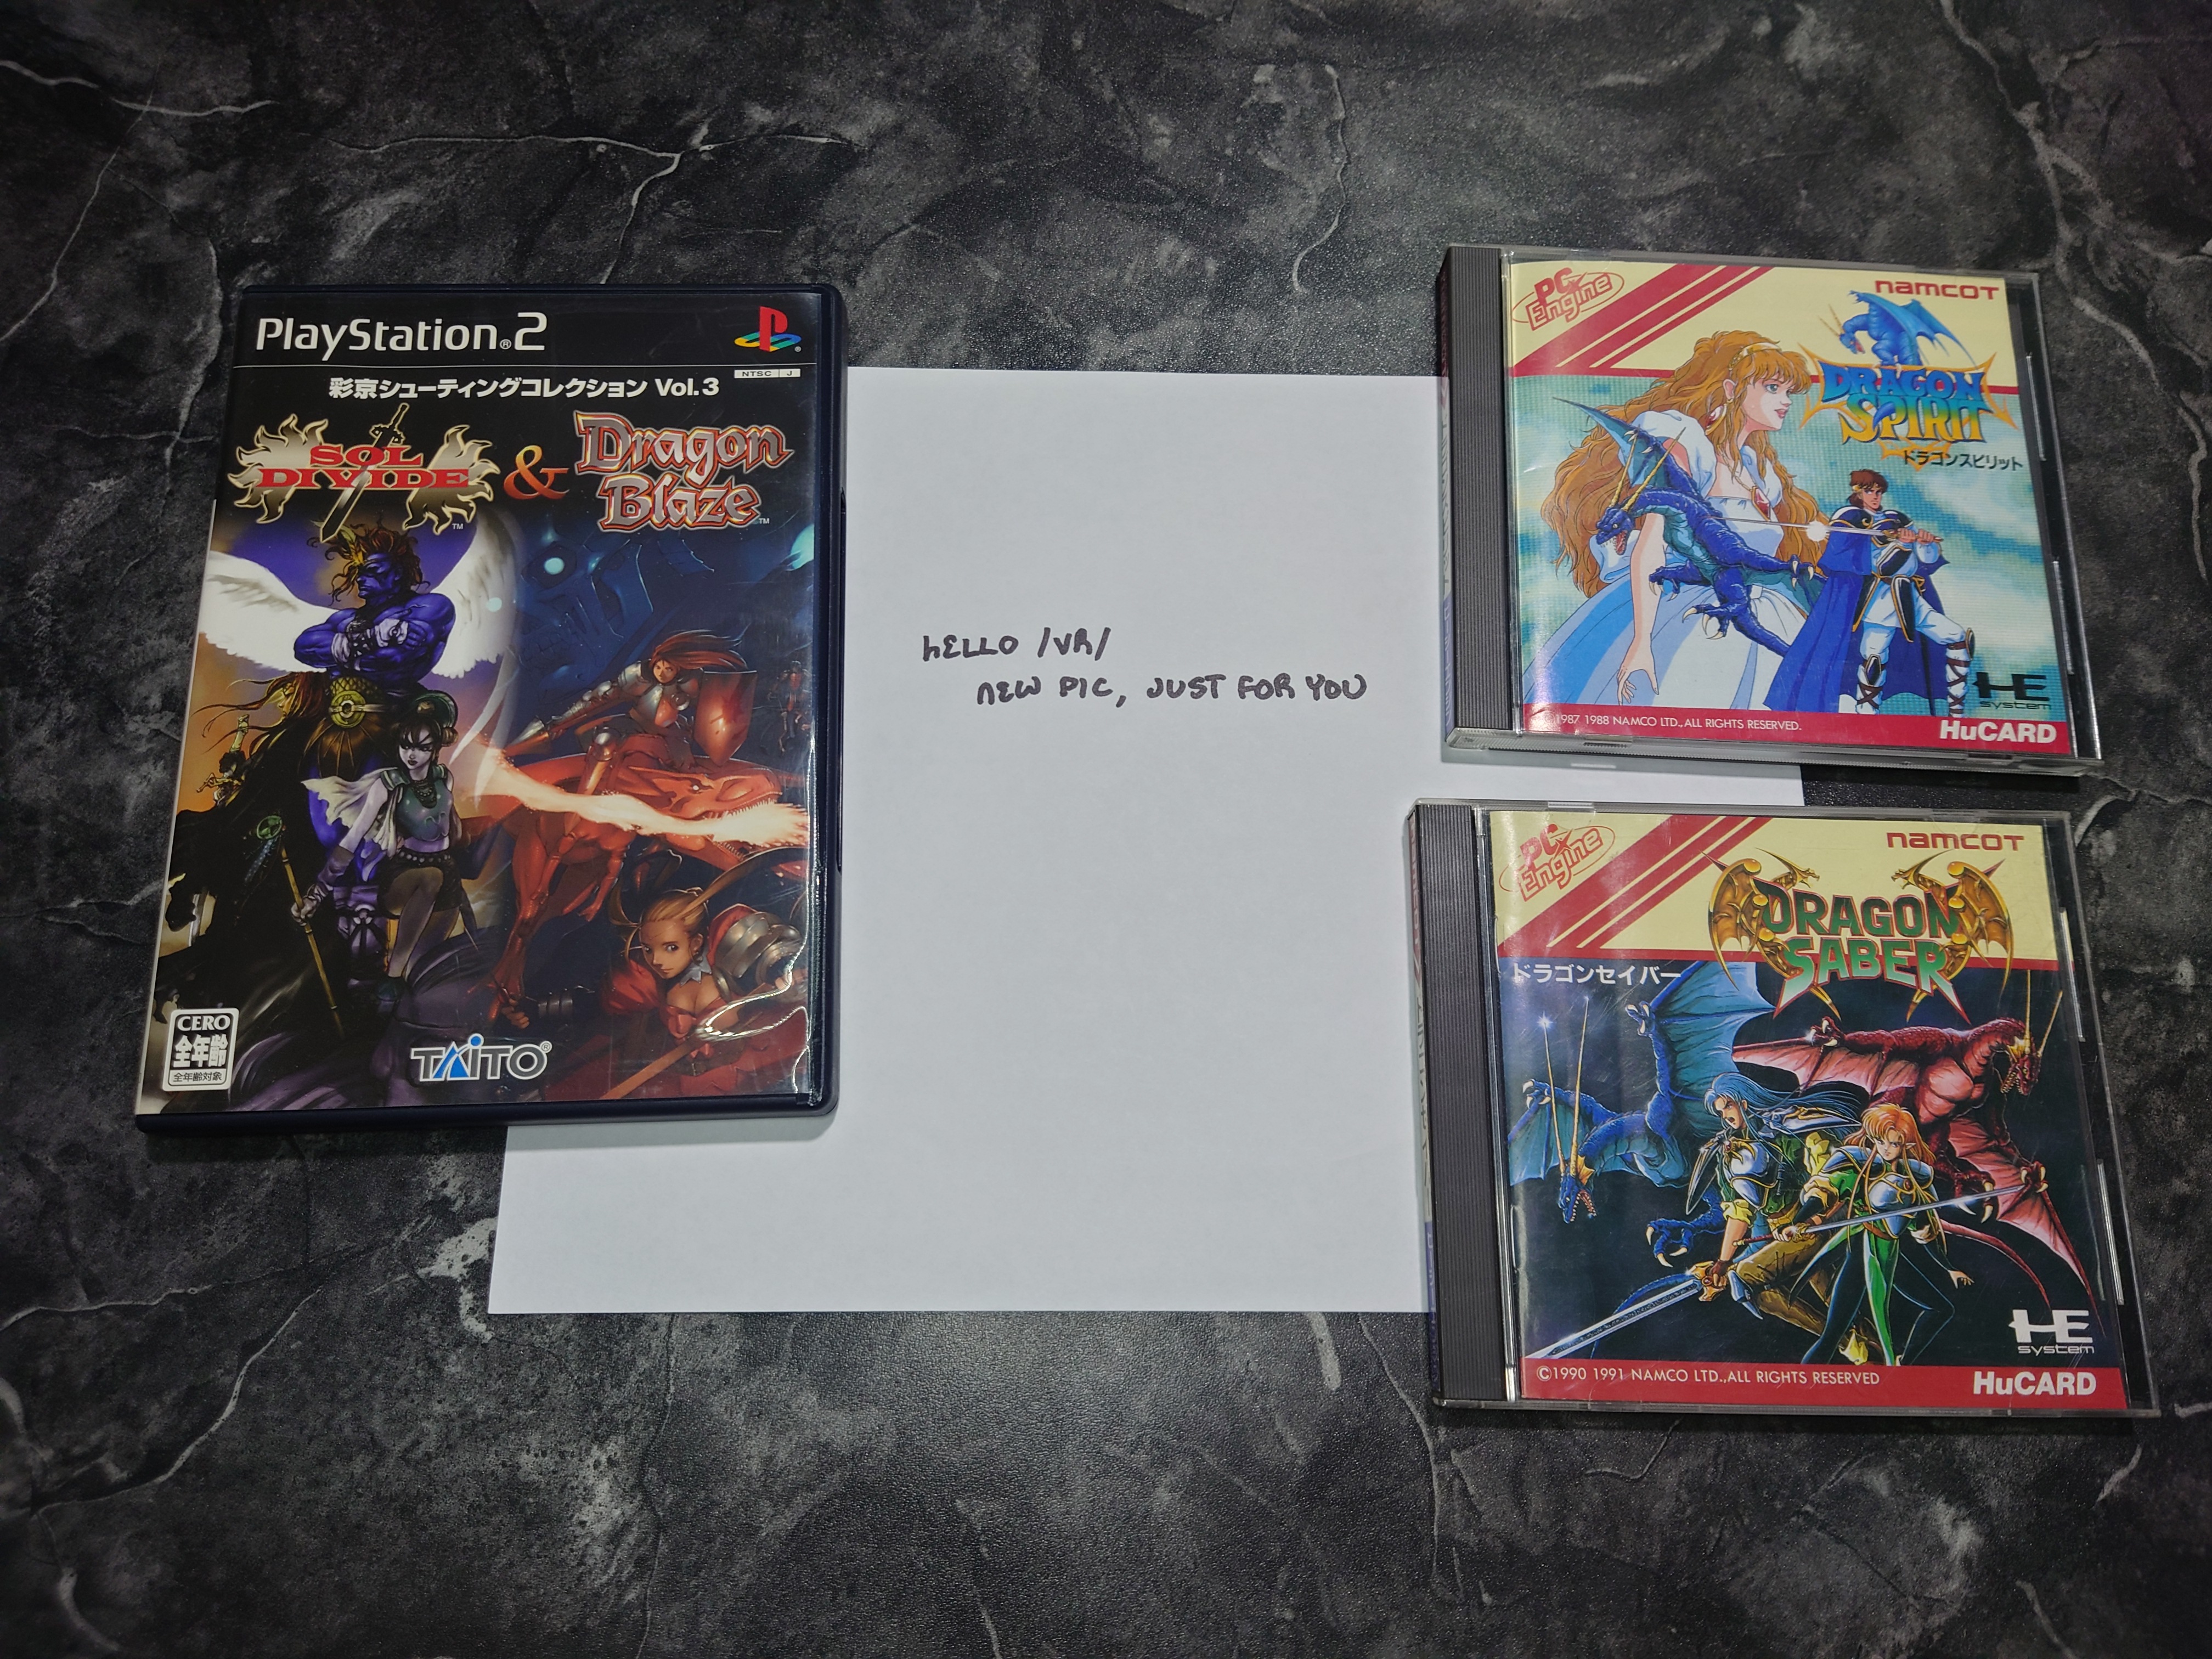 PlayStation®2
NTSC J
彩京シューティングコレクション Vol.3
SOL DIVIDE ™
&
Dragon Blaze ™
CERO
全年齢
全年齢対象
TAITO®
HELLO /VR/
NEW PIC, JUST FOR YOU
PC Engine
namcoT
DRAGON
SPIRIT
ドラゴンスピリット
HE
system
1987 1988 NAMCO LTD.,ALL RIGHTS RESERVED.
HuCARD
PC Engine
namcoT
DRAGON
SABER
ドラゴンセイバー
HE
system
©1990 1991 NAMCO LTD.,ALL RIGHTS RESERVED
HuCARD